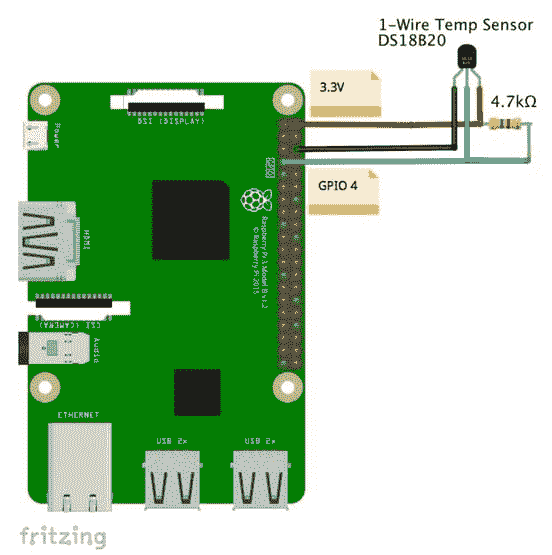 1-Wire Temp Sensor
DS18B20
4.7kΩ
3.3V
GPIO 4
DSI (DISPLAY)
Power
HDMI
GPIO
Raspberry Pi 3 Model B v1.2
© Raspberry Pi 2015
CSI (CAMERA)
Audio
ETHERNET
USB 2x
USB 2x
fritzing